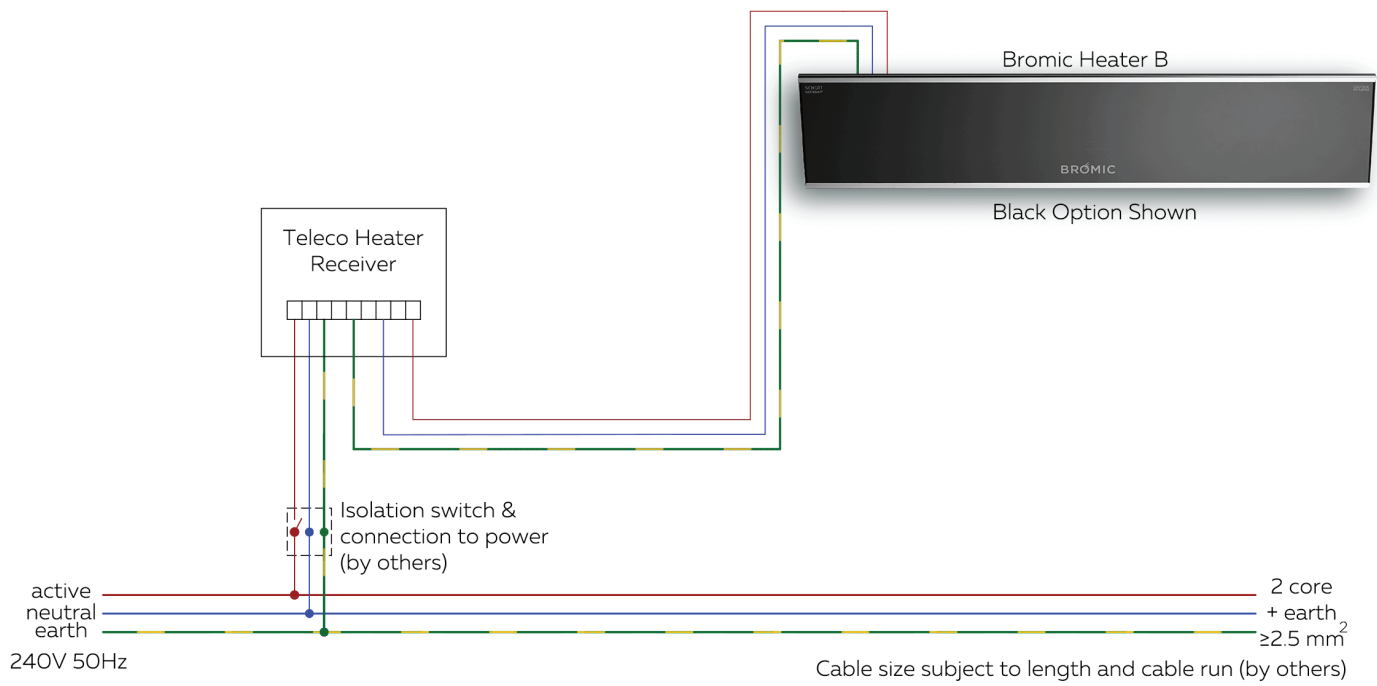 Bromic Heater B
BROMIC
Black Option Shown
Teleco Heater
Receiver
Isolation switch &
connection to power
(by others)
active
neutral
earth
240V 50Hz
2 core
+ earth
≥2.5 mm²
Cable size subject to length and cable run (by others)